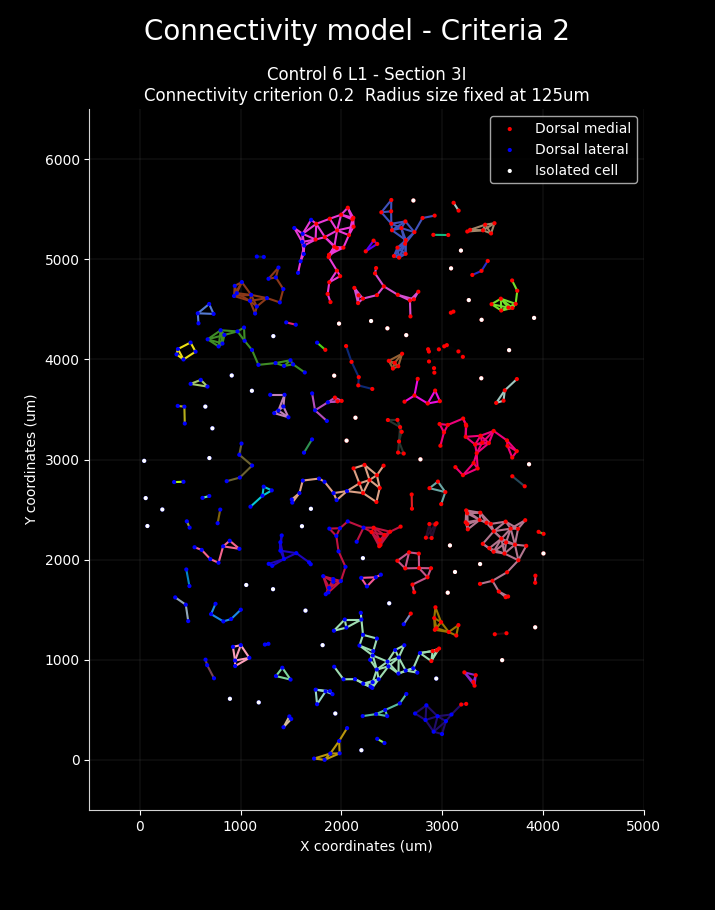 Connectivity model - Criteria 2
Control 6 L1 - Section 3I
Connectivity criterion 0.2  Radius size fixed at 125um
Dorsal medial
Dorsal lateral
Isolated cell
6000
5000
4000
3000
2000
1000
0
Y coordinates (um)
0 1000 2000 3000 4000 5000
X coordinates (um)